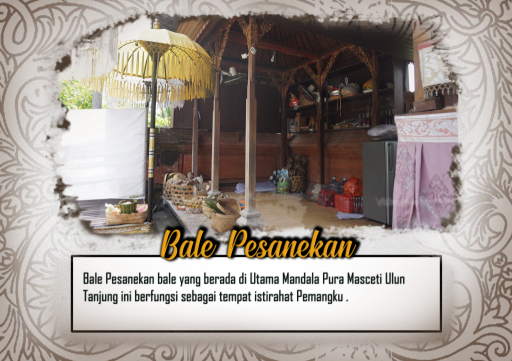 Bale Pesanekan
Bale Pesanekan bale yang berada di Utama Mandala Pura Masceti Ulun
Tanjung ini berfungsi sebagai tempat istirahat Pemangku .